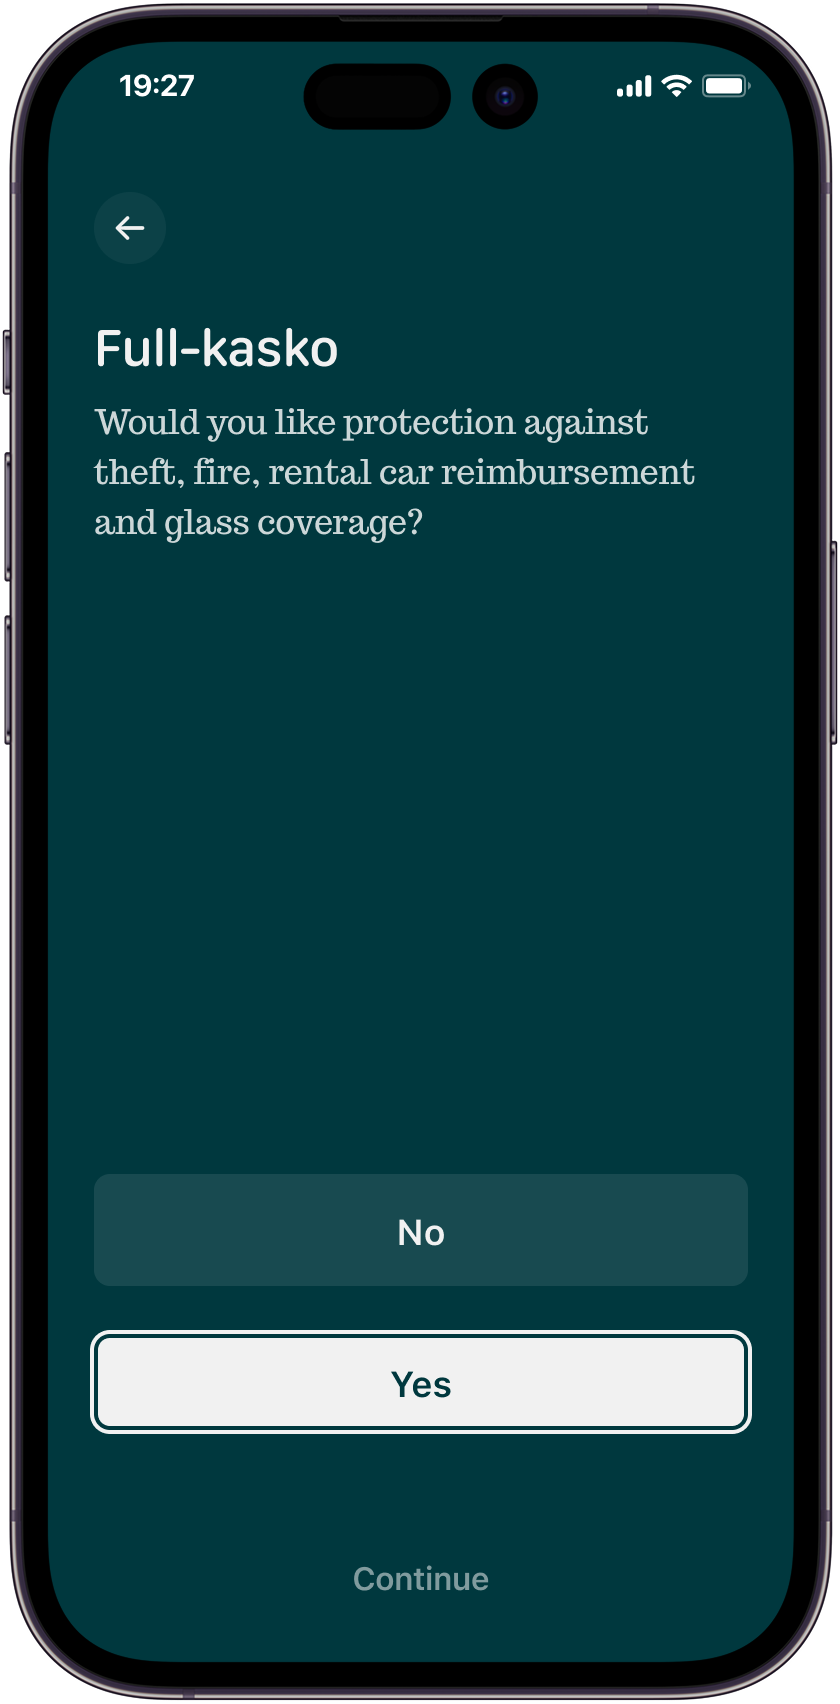 19:27
Full-kasko
Would you like protection against
theft, fire, rental car reimbursement
and glass coverage?
No
Yes
Continue